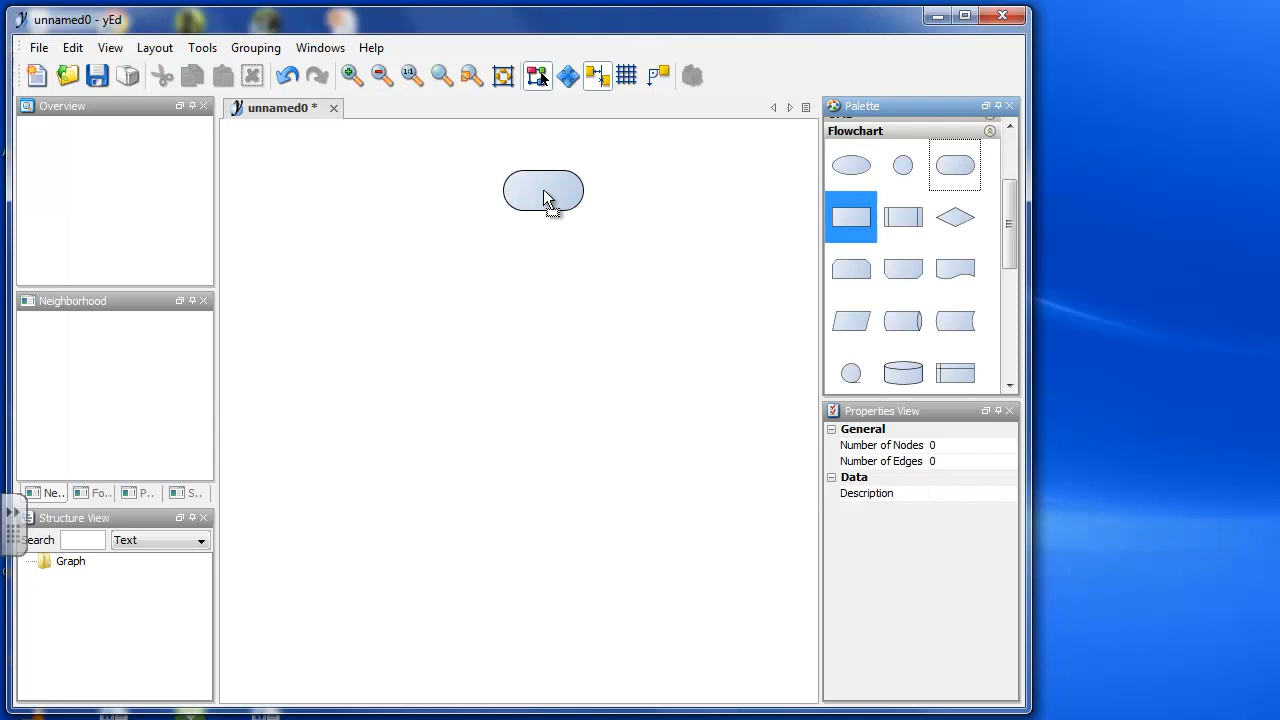 unnamed0 - yEd
File Edit View Layout Tools Grouping Windows Help
Overview
unnamed0 *
Palette
Flowchart
Neighborhood
Properties View
General
Number of Nodes 0
Number of Edges 0
Data
Description
Ne.. Fo.. P.. S..
Structure View
Search Text
Graph